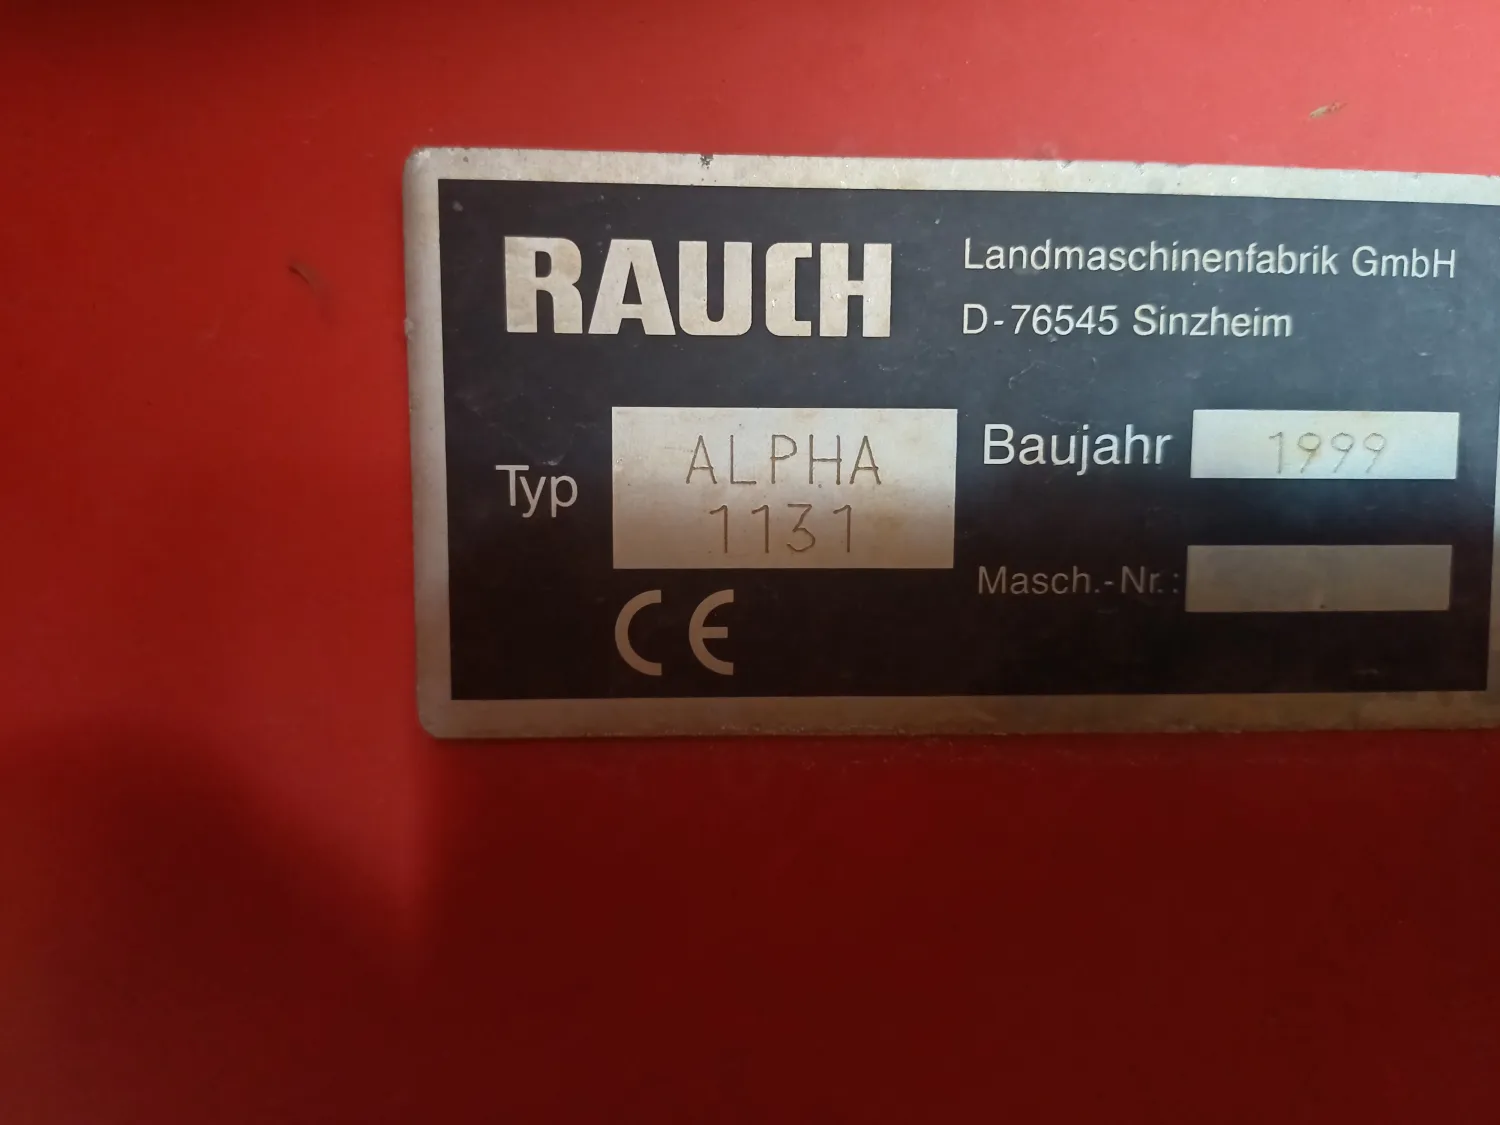 RAUCH
Landmaschinenfabrik GmbH
D-76545 Sinzheim
Typ
ALPHA
1131
Baujahr 1999
Masch.-Nr.:
CE